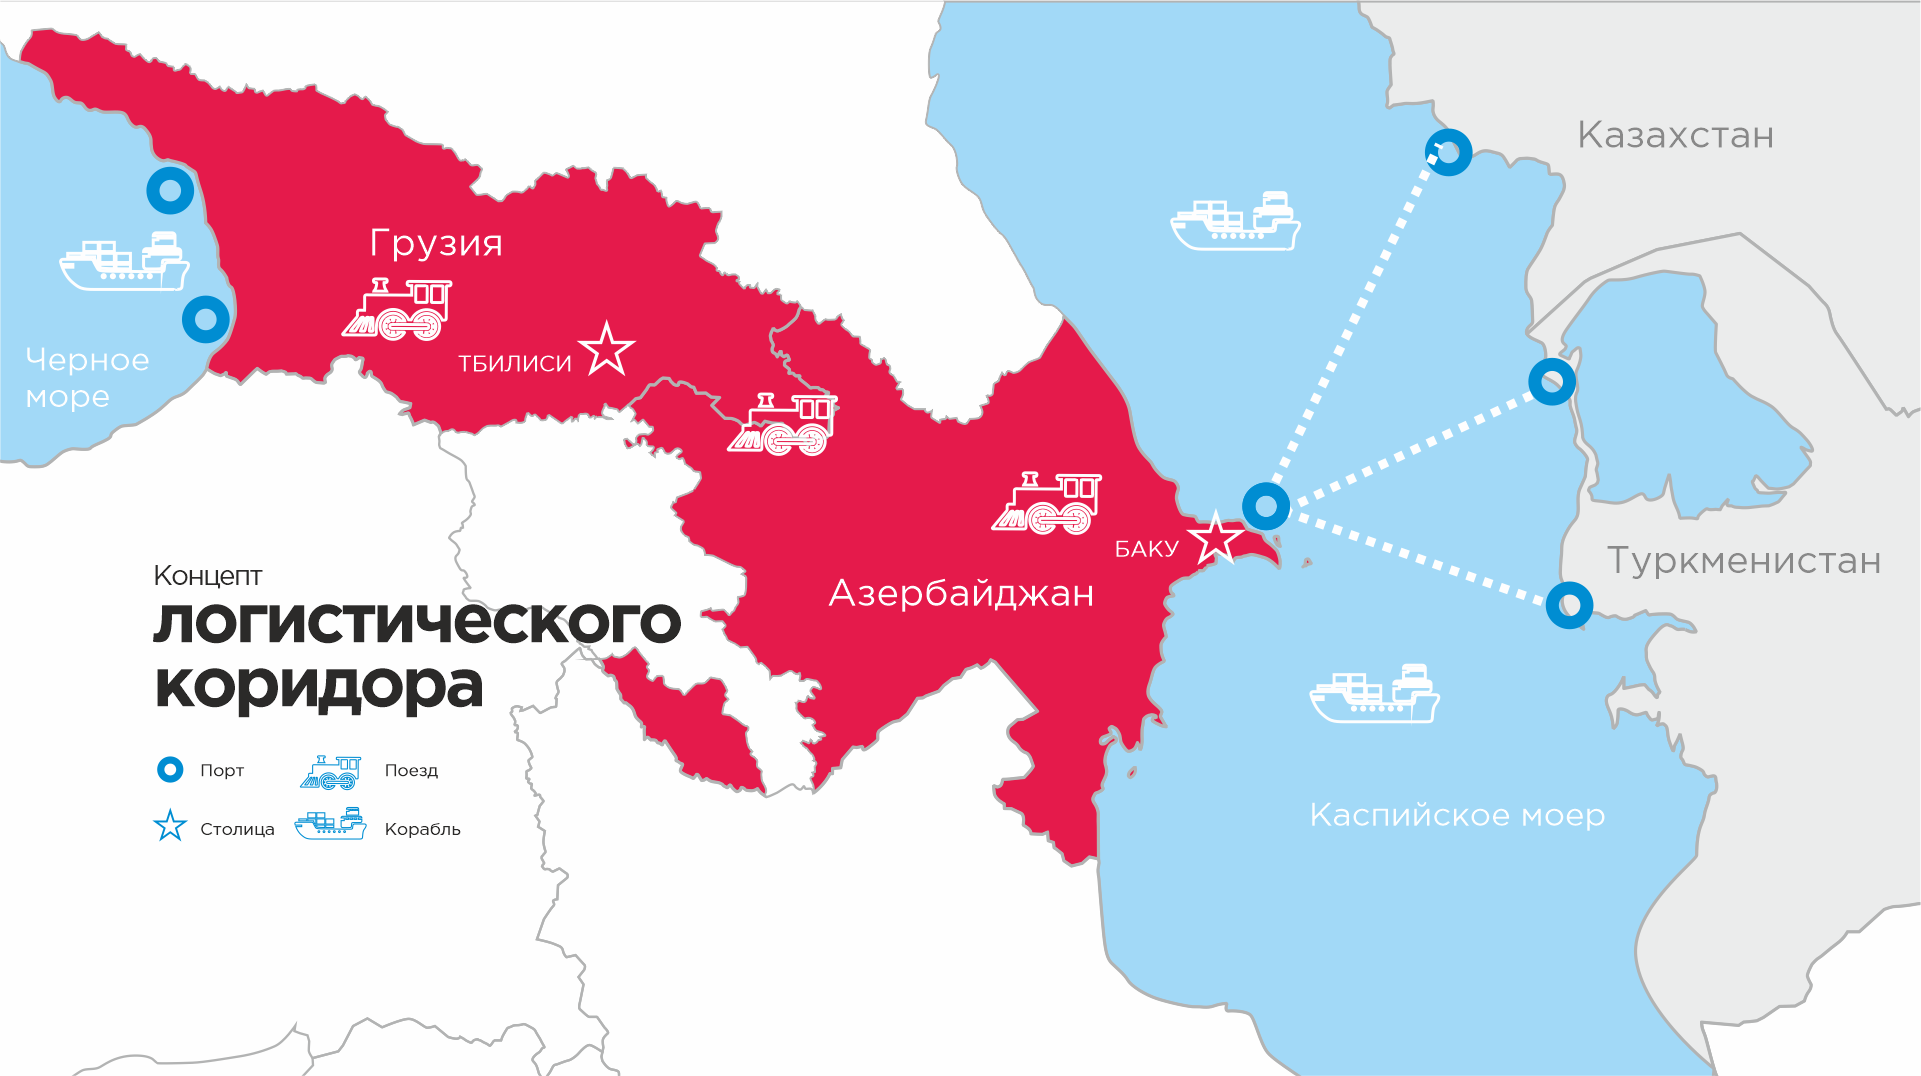 Казахстан
Грузия
ТБИЛИСИ
Черное
море
БАКУ
Азербайджан
Туркменистан
Концепт
логистического
коридора
Порт
Поезд
Столица
Корабль
Каспийское моер